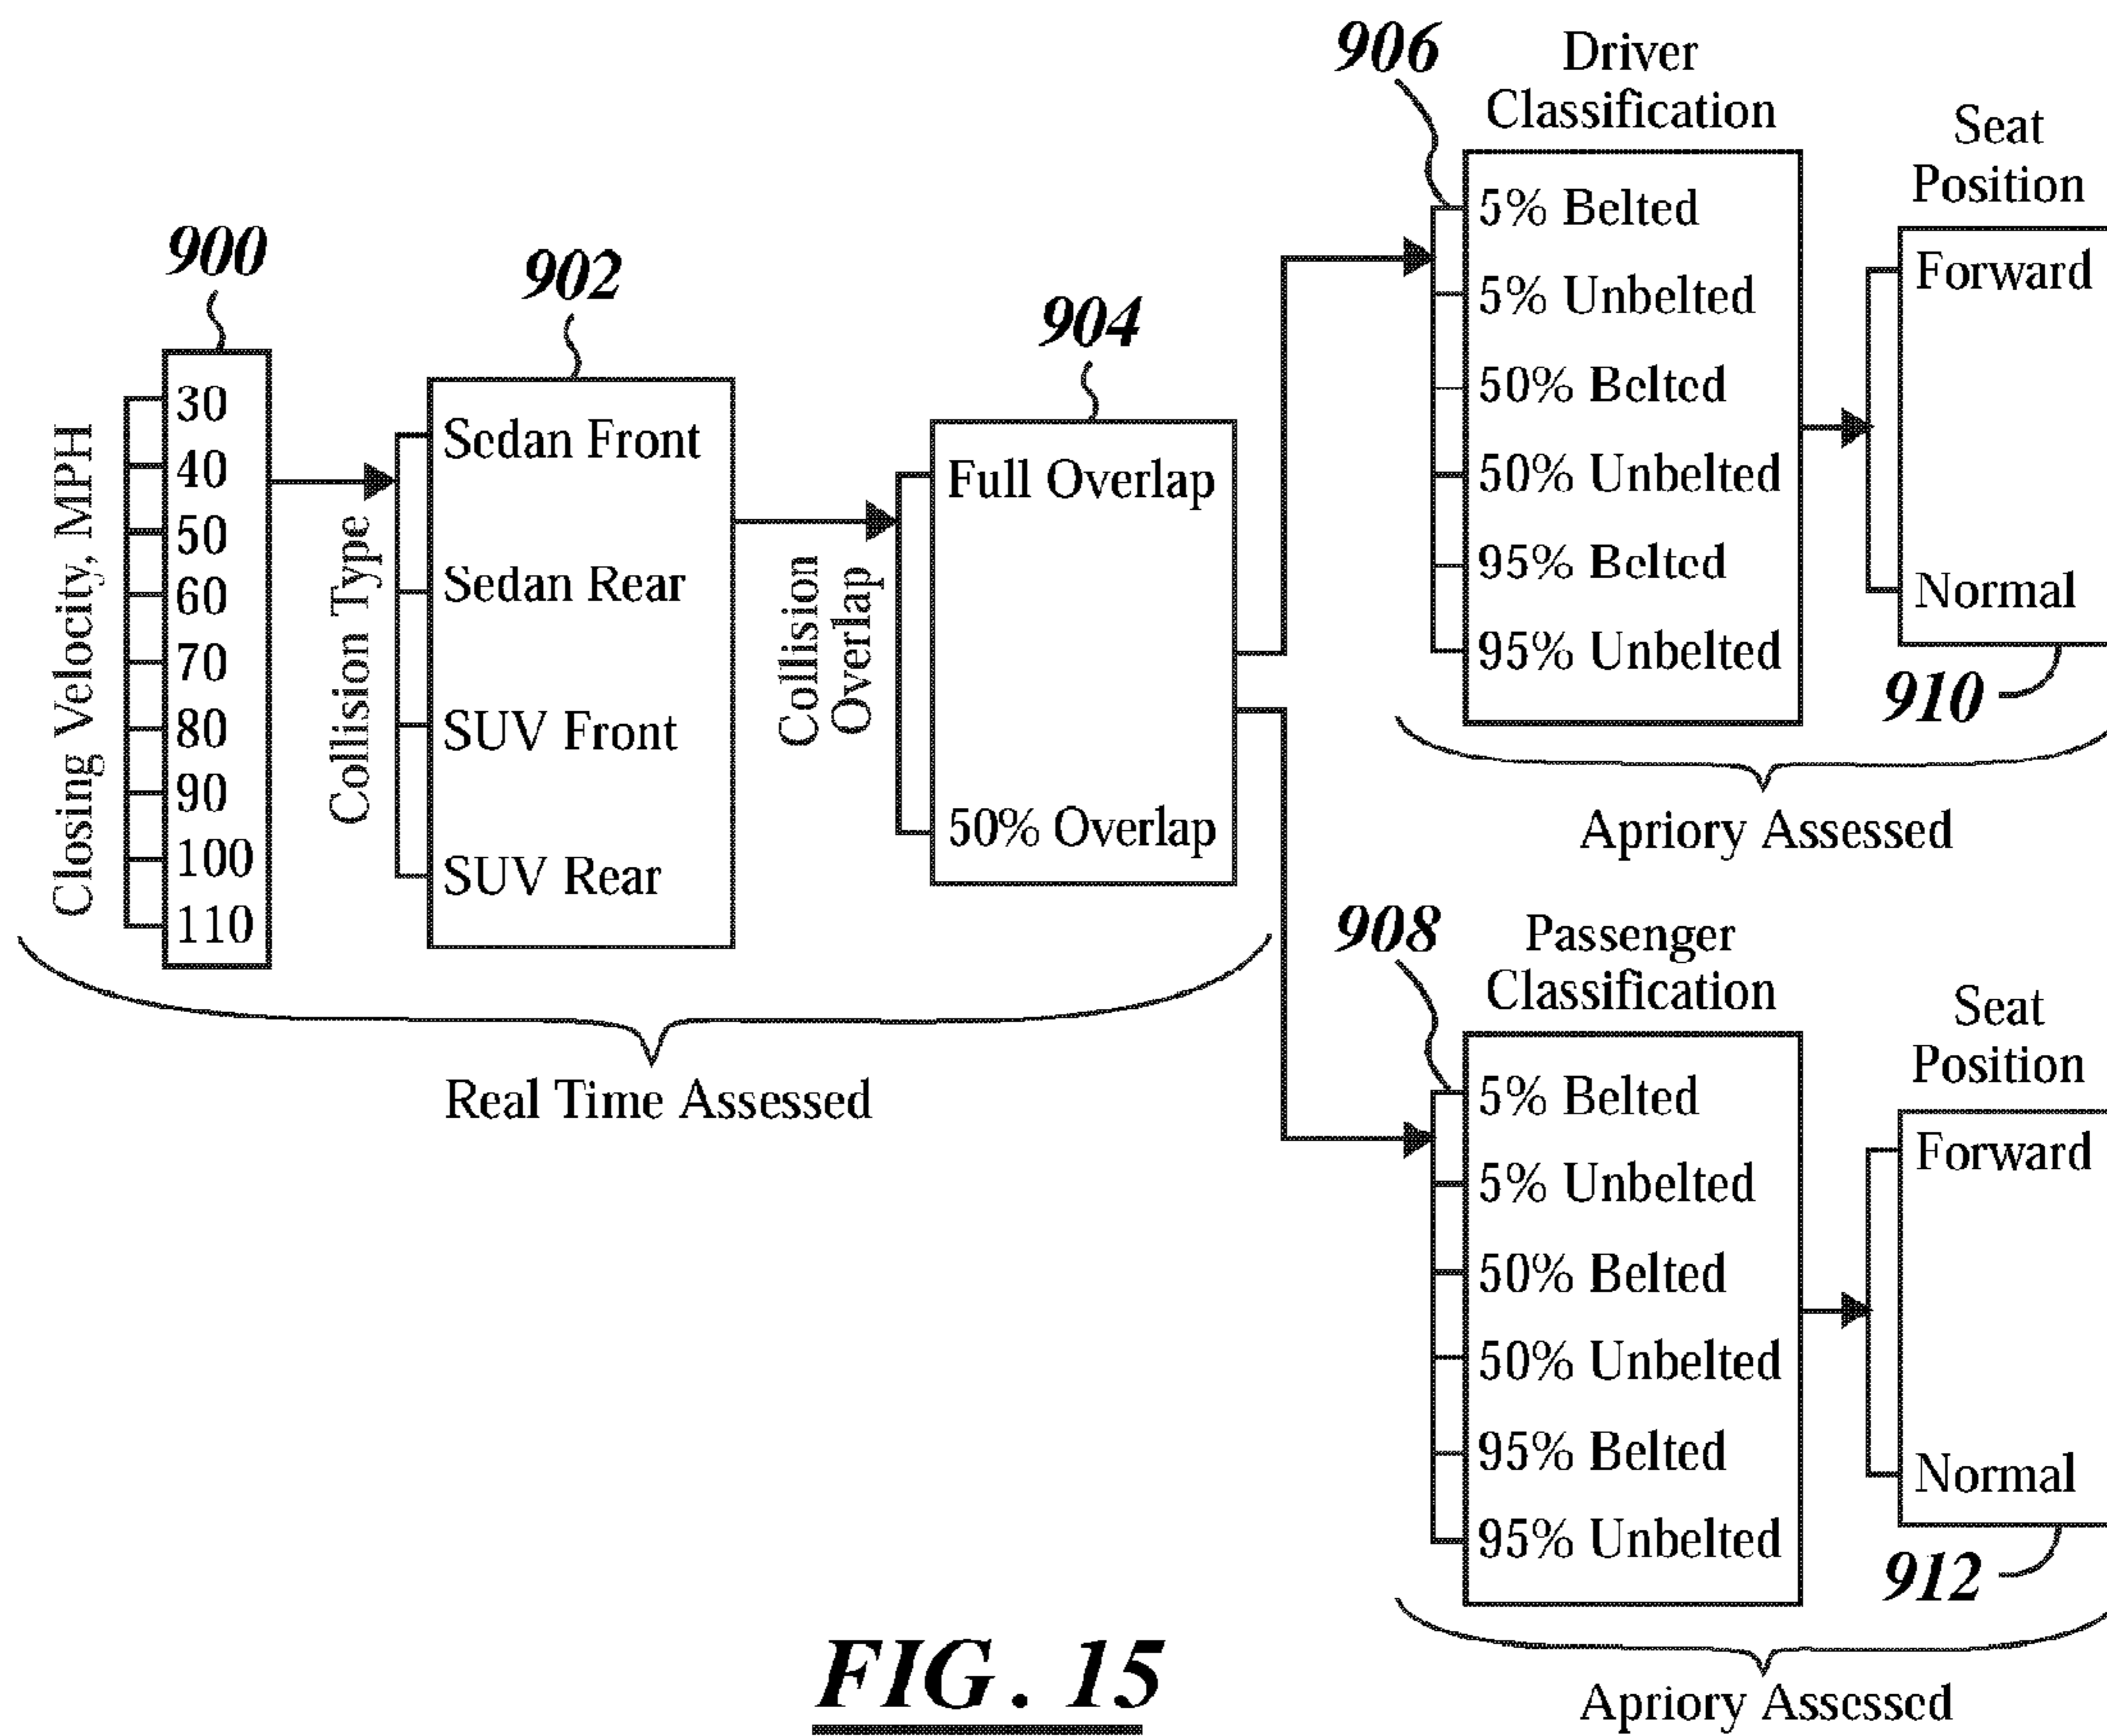 900
Closing Velocity, MPH
30
40
50
60
70
80
90
100
110
902
Collision Type
Sedan Front
Sedan Rear
SUV Front
SUV Rear
904
Collision
Overlap
Full Overlap
50% Overlap
Real Time Assessed
906
Driver
Classification
5% Belted
5% Unbelted
50% Belted
50% Unbelted
95% Belted
95% Unbelted
Seat
Position
Forward
Normal
910
Apriory Assessed
908
Passenger
Classification
5% Belted
5% Unbelted
50% Belted
50% Unbelted
95% Belted
95% Unbelted
Seat
Position
Forward
Normal
912
Apriory Assessed
FIG. 15